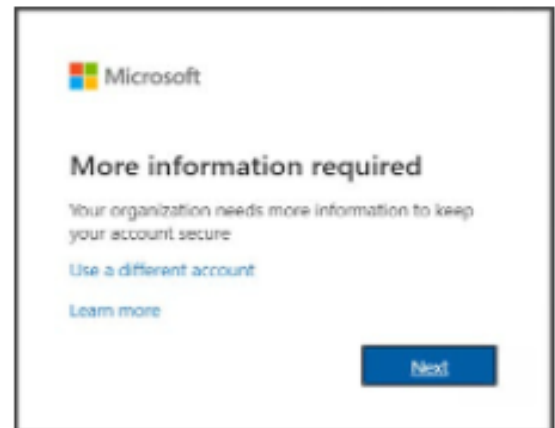 Microsoft
More information required
Your organization needs more information to keep
your account secure
Use a different account
Learn more
Next